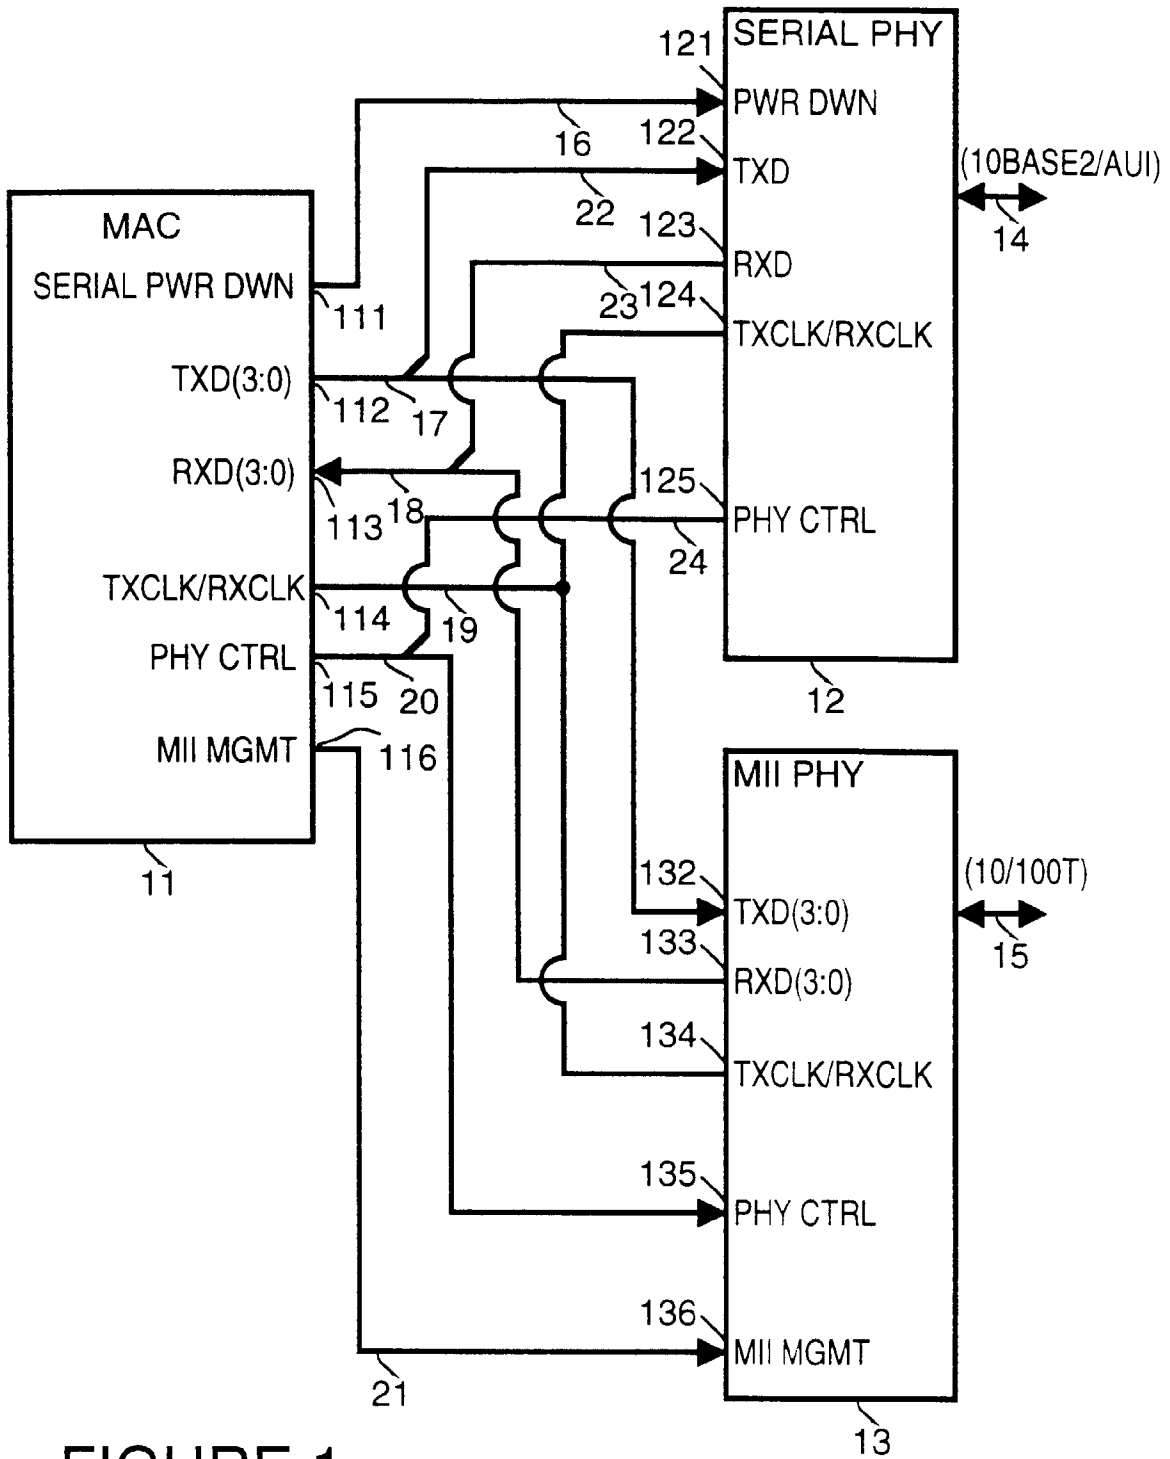 SERIAL PHY
121
PWR DWN
16
122
TXD
(10BASE2/AUI)
22
14
MAC
123
RXD
SERIAL PWR DWN
23
124
111
TXCLK/RXCLK
TXD(3:0)
112
17
RXD(3:0)
125
113
18
PHY CTRL
24
TXCLK/RXCLK
114
19
PHY CTRL
115
20
12
MII MGMT
116
MII PHY
11
132
(10/100T)
TXD(3:0)
133
15
RXD(3:0)
134
TXCLK/RXCLK
135
PHY CTRL
136
MII MGMT
21
13
FIGURE 1